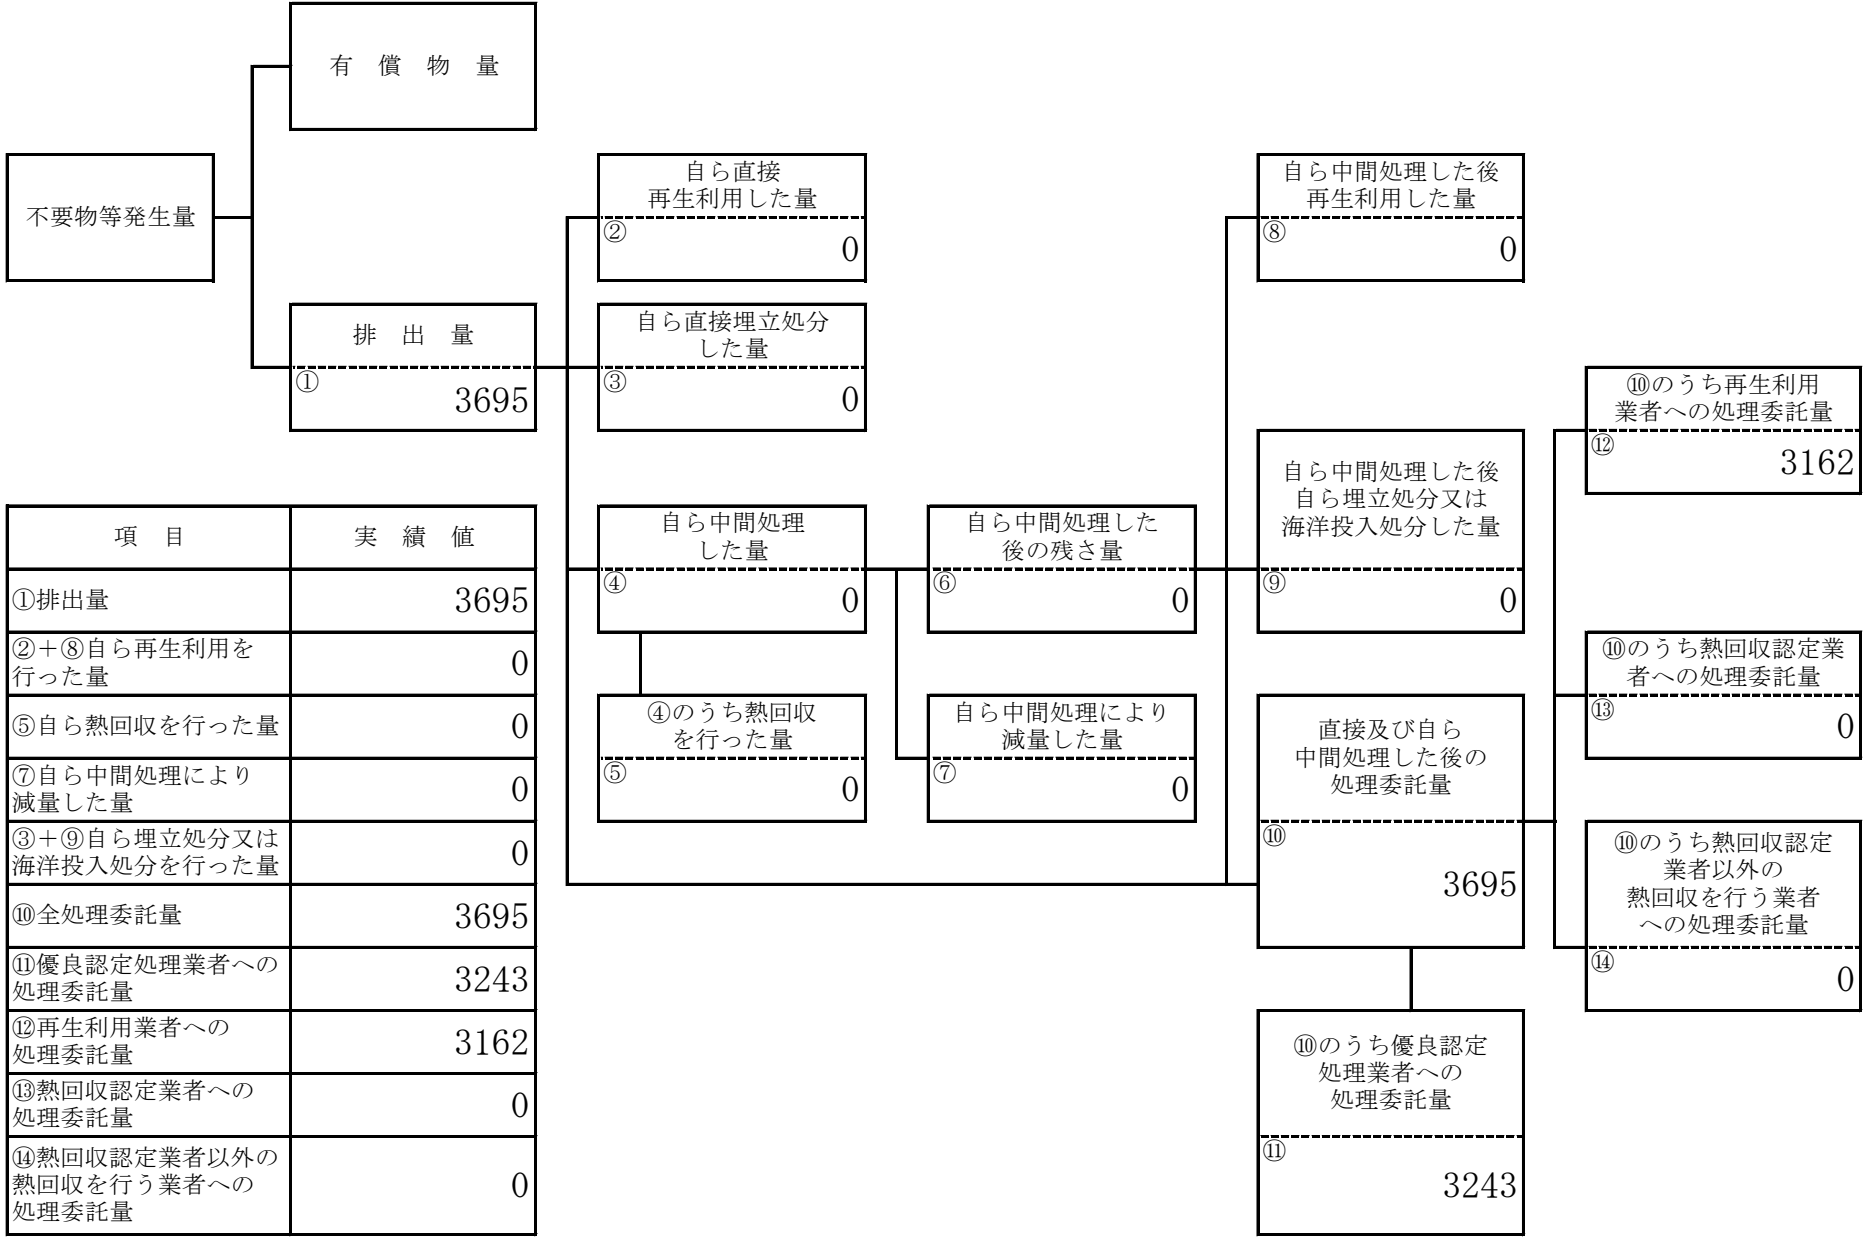 有　償　物　量
不要物等発生量
排　出　量
①
3695
自ら直接
再生利用した量
②
0
自ら直接埋立処分
した量
③
0
自ら中間処理
した量
④
0
④のうち熱回収
を行った量
⑤
0
自ら中間処理した
後の残さ量
⑥
0
自ら中間処理により
減量した量
⑦
0
自ら中間処理した後
再生利用した量
⑧
0
自ら中間処理した後
自ら埋立処分又は
海洋投入処分した量
⑨
0
直接及び自ら
中間処理した後の
処理委託量
⑩
3695
⑩のうち優良認定
処理業者への
処理委託量
⑪
3243
⑩のうち再生利用
業者への処理委託量
⑫
3162
⑩のうち熱回収認定業
者への処理委託量
⑬
0
⑩のうち熱回収認定
業者以外の
熱回収を行う業者
への処理委託量
⑭
0
項　目　実　績　値
①排出量 3695
②＋⑧自ら再生利用を
行った量 0
⑤自ら熱回収を行った量 0
⑦自ら中間処理により
減量した量 0
③＋⑨自ら埋立処分又は
海洋投入処分を行った量 0
⑩全処理委託量 3695
⑪優良認定処理業者への
処理委託量 3243
⑫再生利用業者への
処理委託量 3162
⑬熱回収認定業者への
処理委託量 0
⑭熱回収認定業者以外の
熱回収を行う業者への
処理委託量 0